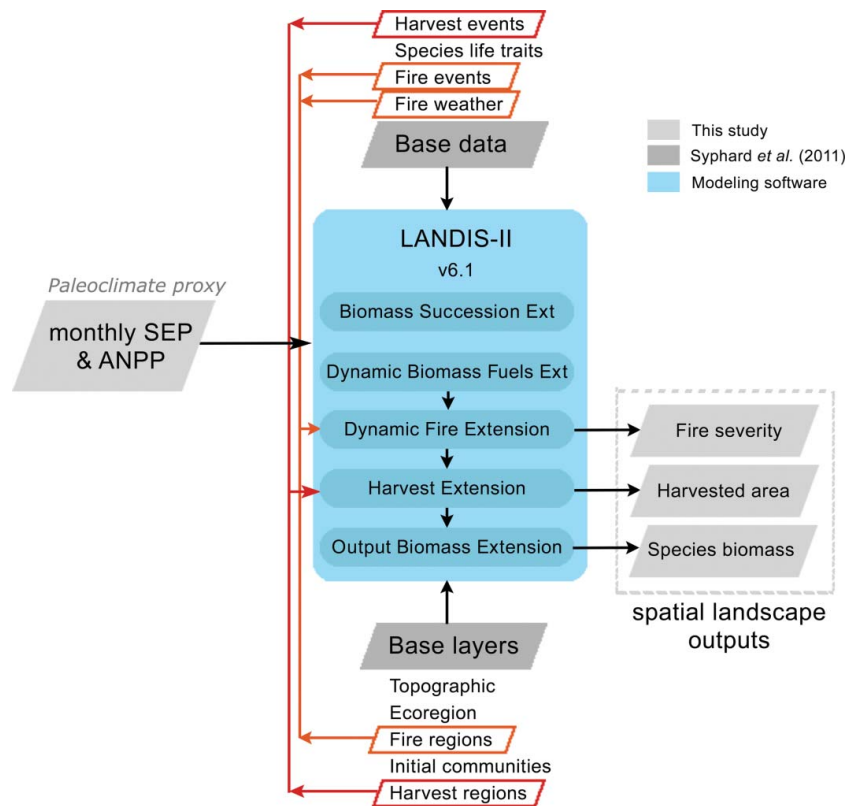 Harvest events
Species life traits
Fire events
Fire weather
Base data
This study
Syphard et al. (2011)
Modeling software
LANDIS-II
v6.1
Paleoclimate proxy
monthly SEP
& ANPP
Biomass Succession Ext
Dynamic Biomass Fuels Ext
Dynamic Fire Extension
Harvest Extension
Output Biomass Extension
Fire severity
Harvested area
Species biomass
spatial landscape
outputs
Base layers
Topographic
Ecoregion
Fire regions
Initial communities
Harvest regions